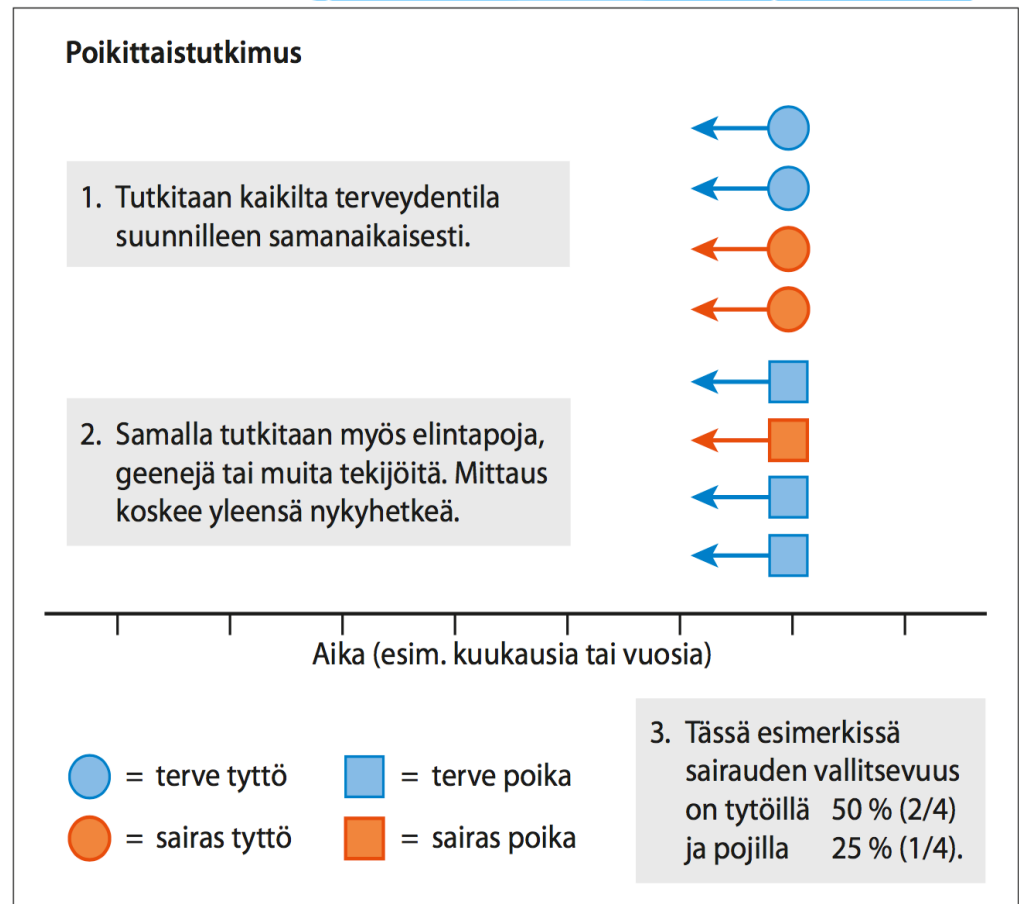 Poikittaistutkimus
1. Tutkitaan kaikilta terveydentila
suunnilleen samanaikaisesti.
2. Samalla tutkitaan myös elintapoja,
geenejä tai muita tekijöitä. Mittaus
koskee yleensä nykyhetkeä.
Aika (esim. kuukausia tai vuosia)
= terve tyttö
= terve poika
= sairas tyttö
= sairas poika
3. Tässä esimerkissä
sairauden vallitsevuus
on tytöillä 50 % (2/4)
ja pojilla 25 % (1/4).